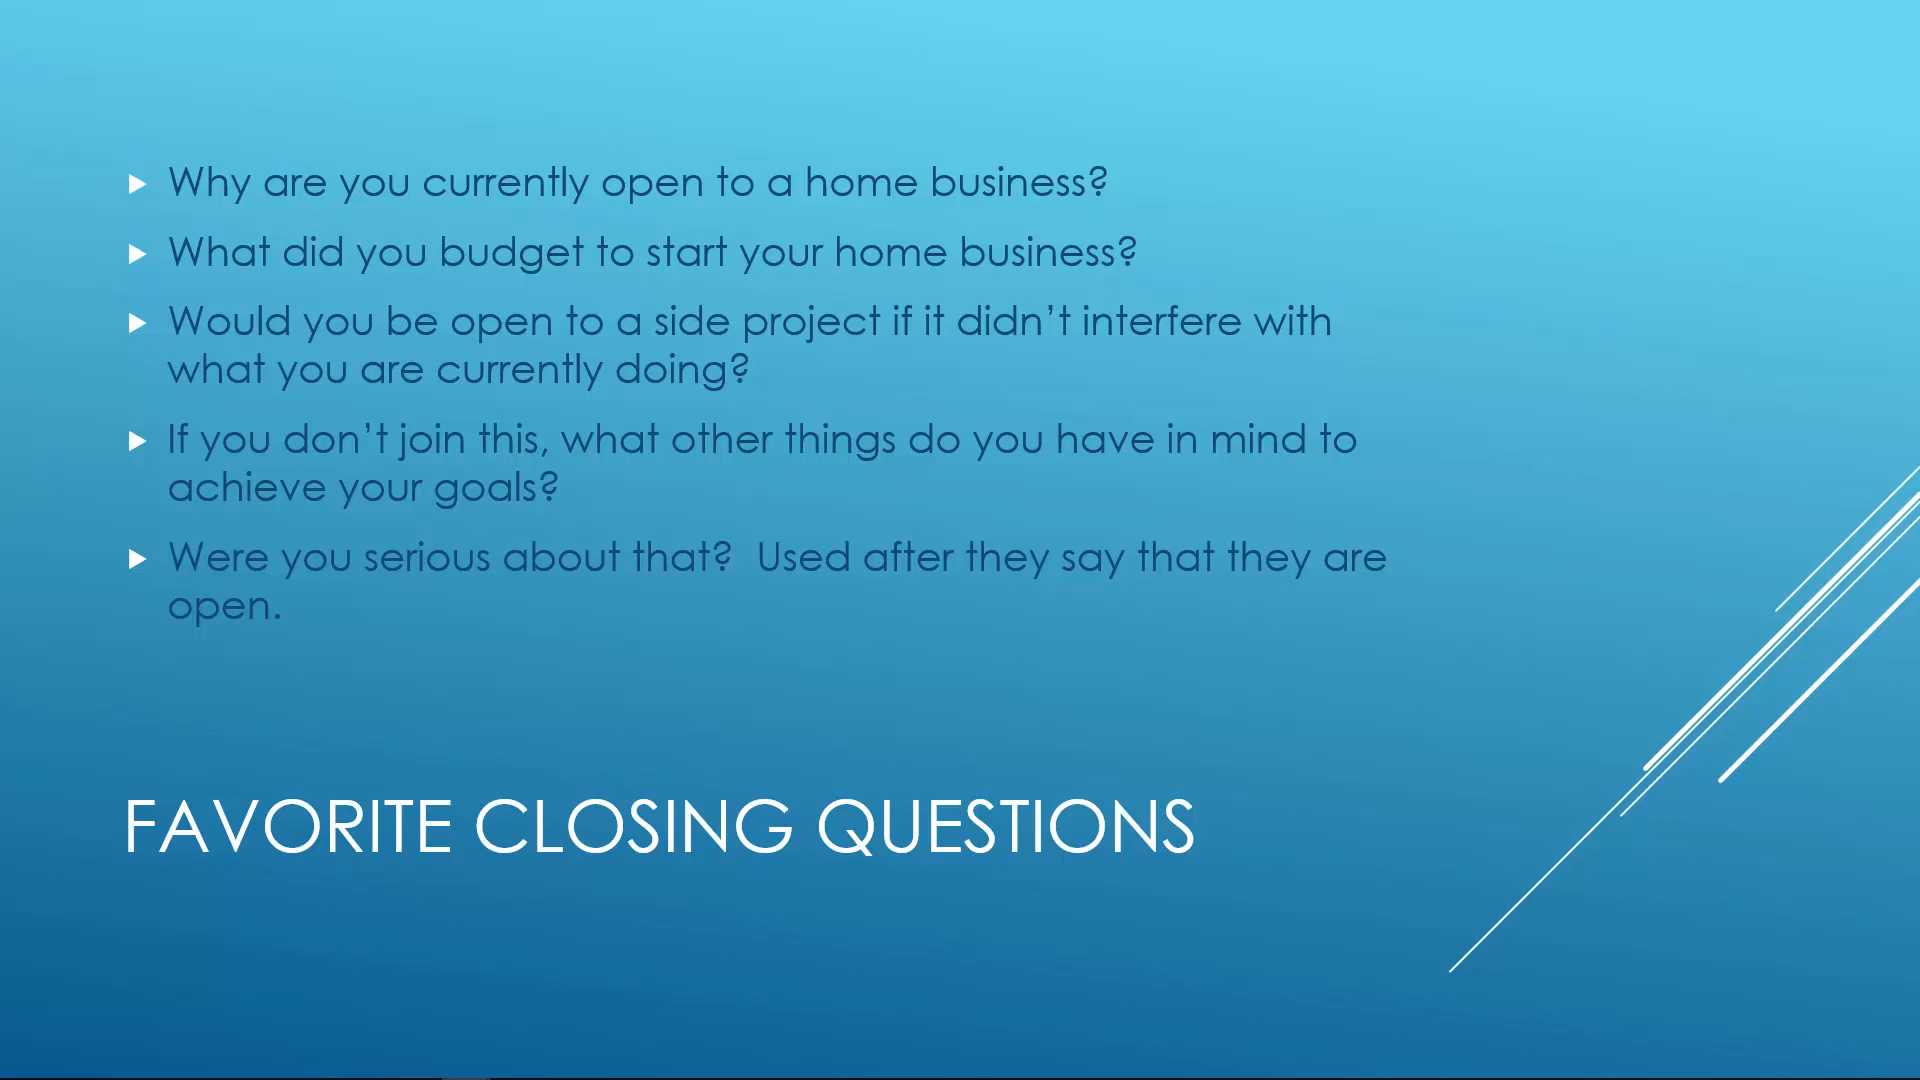 Why are you currently open to a home business?
What did you budget to start your home business?
Would you be open to a side project if it didn’t interfere with
what you are currently doing?
If you don’t join this, what other things do you have in mind to
achieve your goals?
Were you serious about that?  Used after they say that they are
open.
FAVORITE CLOSING QUESTIONS